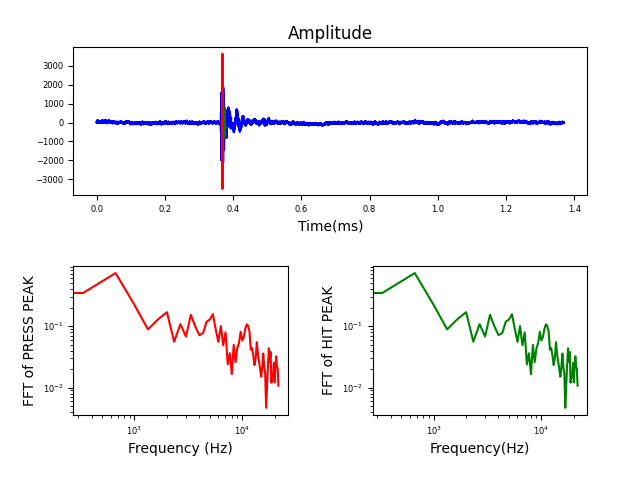 Amplitude
3000
2000
1000
0
−1000
−2000
−3000
0.0 0.2 0.4 0.6 0.8 1.0 1.2 1.4
Time(ms)
FFT of PRESS PEAK
10⁻¹
10⁻²
10³ 10⁴
Frequency (Hz)
FFT of HIT PEAK
10⁻¹
10⁻²
10³ 10⁴
Frequency(Hz)